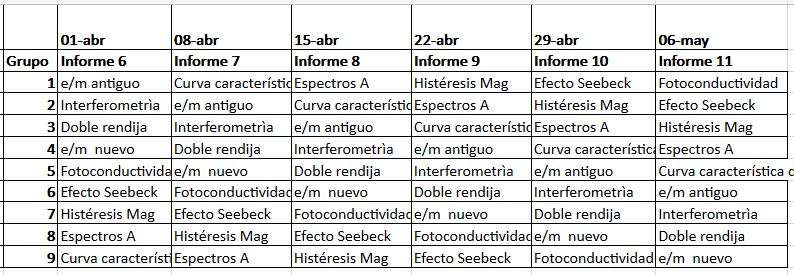 01-abr 08-abr 15-abr 22-abr 29-abr 06-may
Grupo Informe 6 Informe 7 Informe 8 Informe 9 Informe 10 Informe 11
1 e/m antiguo Curva característic Espectros A Histéresis Mag Efecto Seebeck Fotoconductividad
2 Interferometrìa e/m antiguo Curva característic Espectros A Histéresis Mag Efecto Seebeck
3 Doble rendija Interferometrìa e/m antiguo Curva característic Espectros A Histéresis Mag
4 e/m nuevo Doble rendija Interferometrìa e/m antiguo Curva característica Espectros A
5 Fotoconductivida e/m nuevo Doble rendija Interferometrìa e/m antiguo Curva característica d
6 Efecto Seebeck Fotoconductividad e/m nuevo Doble rendija Interferometrìa e/m antiguo
7 Histéresis Mag Efecto Seebeck Fotoconductividad e/m nuevo Doble rendija Interferometrìa
8 Espectros A Histéresis Mag Efecto Seebeck Fotoconductividad e/m nuevo Doble rendija
9 Curva característi Espectros A Histéresis Mag Efecto Seebeck Fotoconductividad e/m nuevo